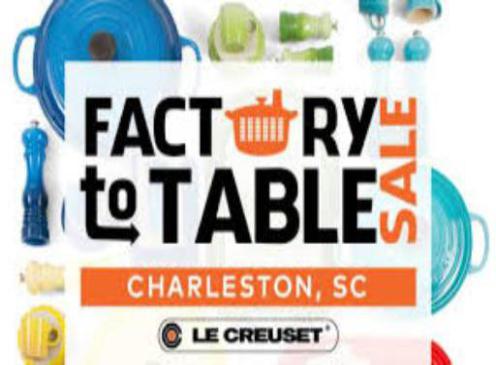 FACTORY
to TABLE
SALE
CHARLESTON, SC
LE CREUSET®